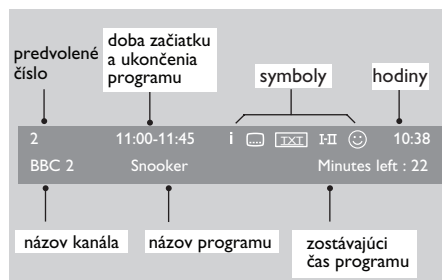 predvolené
číslo
doba začiatku
a ukončenia
programu
symboly
hodiny
2 11:00-11:45 i .... TXT I-II 10:38
BBC 2 Snooker Minutes left : 22
názov kanála
názov programu
zostávajúci
čas programu